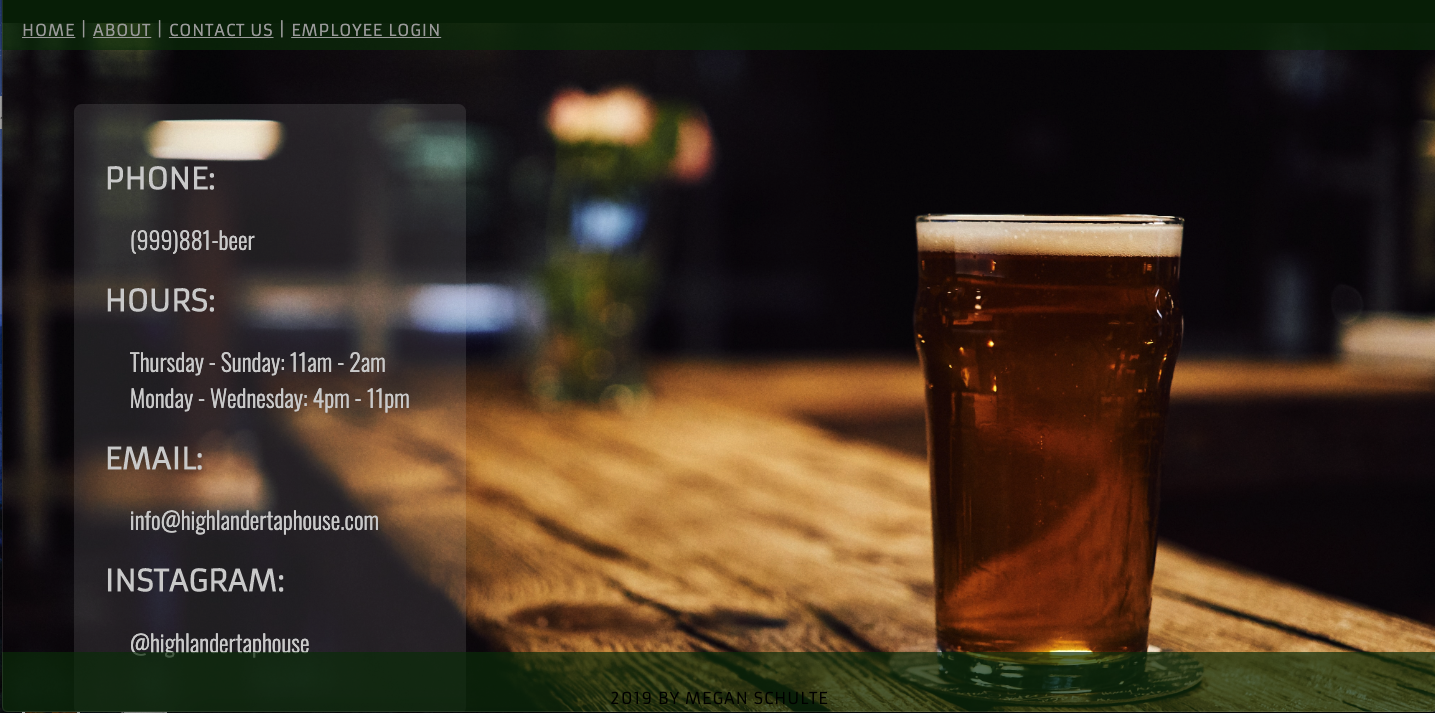 HOME | ABOUT | CONTACT US | EMPLOYEE LOGIN
PHONE:
(999)881-beer
HOURS:
Thursday - Sunday: 11am - 2am
Monday - Wednesday: 4pm - 11pm
EMAIL:
info@highlandertaphouse.com
INSTAGRAM:
@highlandertaphouse
2019 BY MEGAN SCHULTE